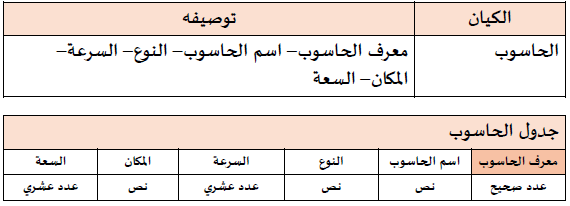 الكيان توصيفه
الحاسوب معرف الحاسوب– اسم الحاسوب– النوع– السرعة–
المكان– السعة
جدول الحاسوب
معرف الحاسوب اسم الحاسوب النوع السرعة المكان السعة
عدد صحيح نص نص عدد عشري نص عدد عشري